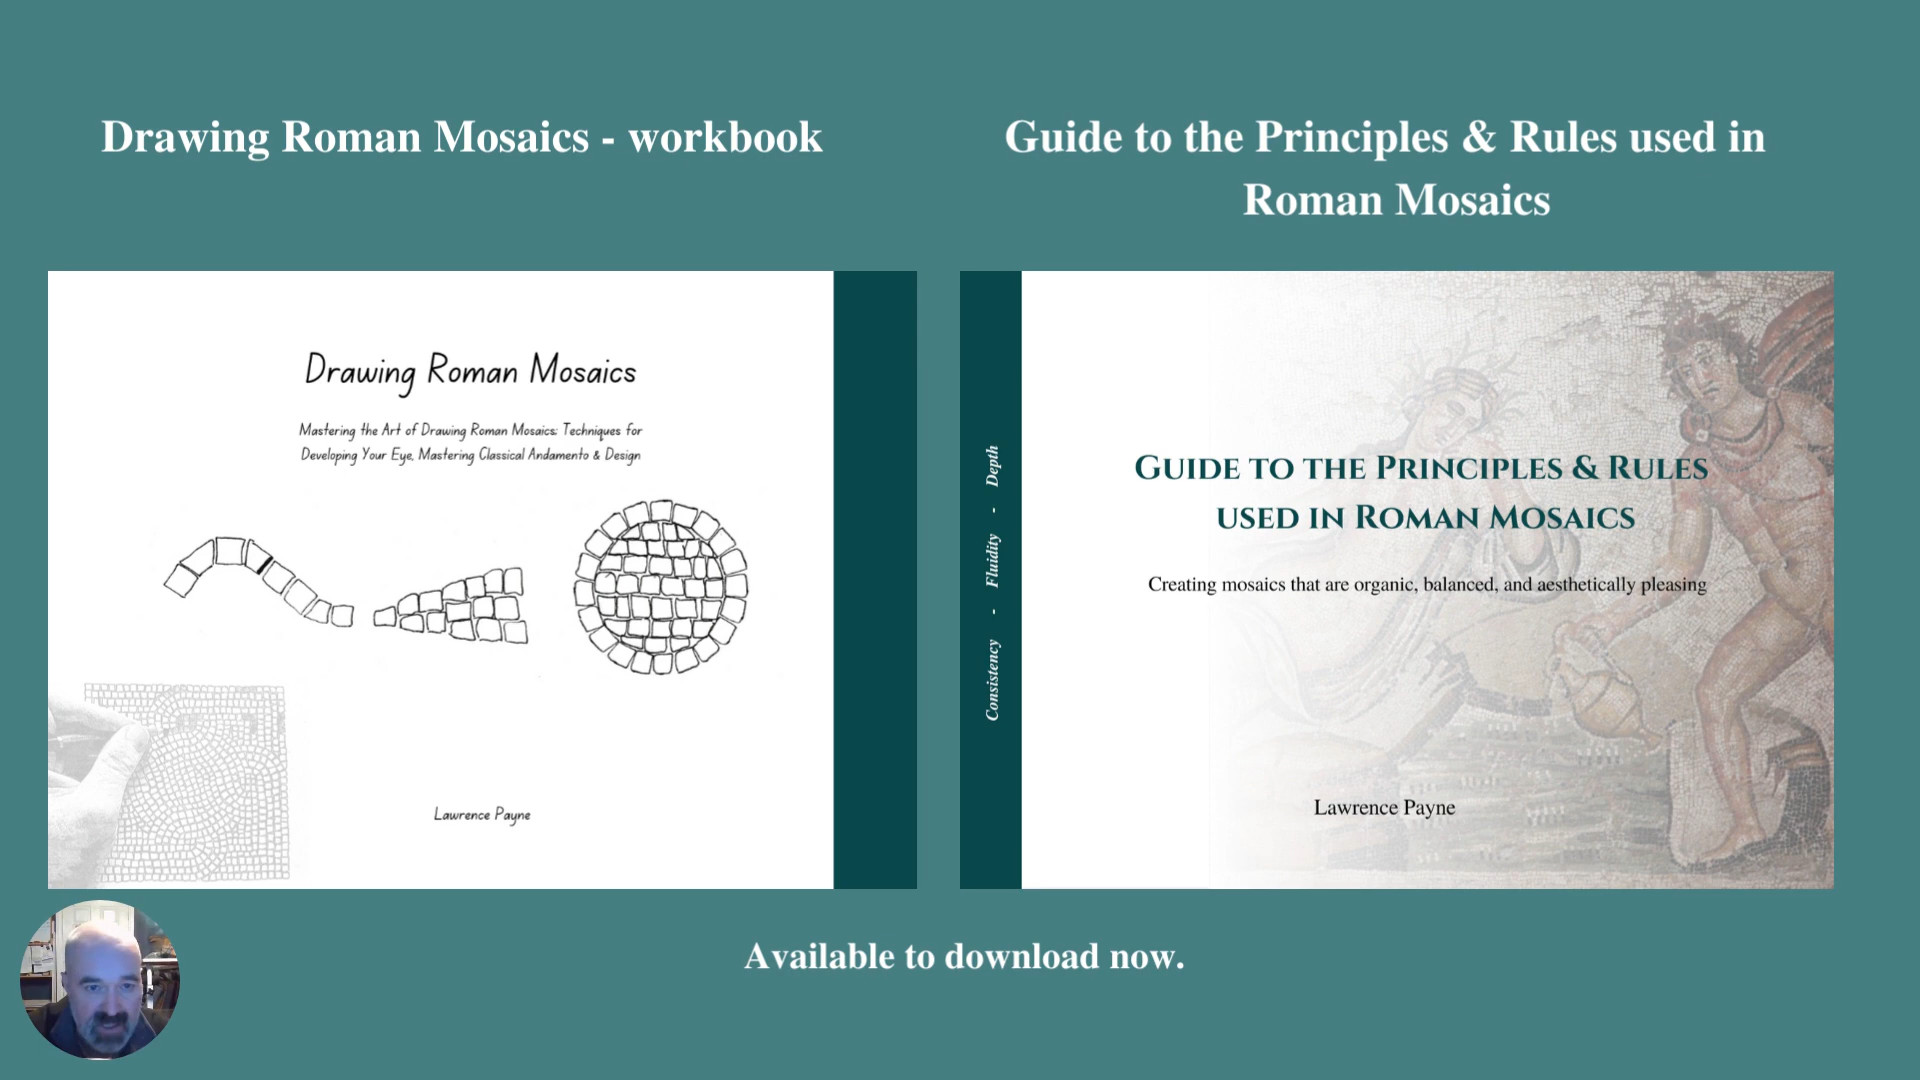 Drawing Roman Mosaics - workbook
Guide to the Principles & Rules used in
Roman Mosaics
Drawing Roman Mosaics
Mastering the Art of Drawing Roman Mosaics: Techniques for
Developing Your Eye, Mastering Classical Andamento & Design
Lawrence Payne
Consistency - Fluidity - Depth
GUIDE TO THE PRINCIPLES & RULES
USED IN ROMAN MOSAICS
Creating mosaics that are organic, balanced, and aesthetically pleasing
Lawrence Payne
Available to download now.